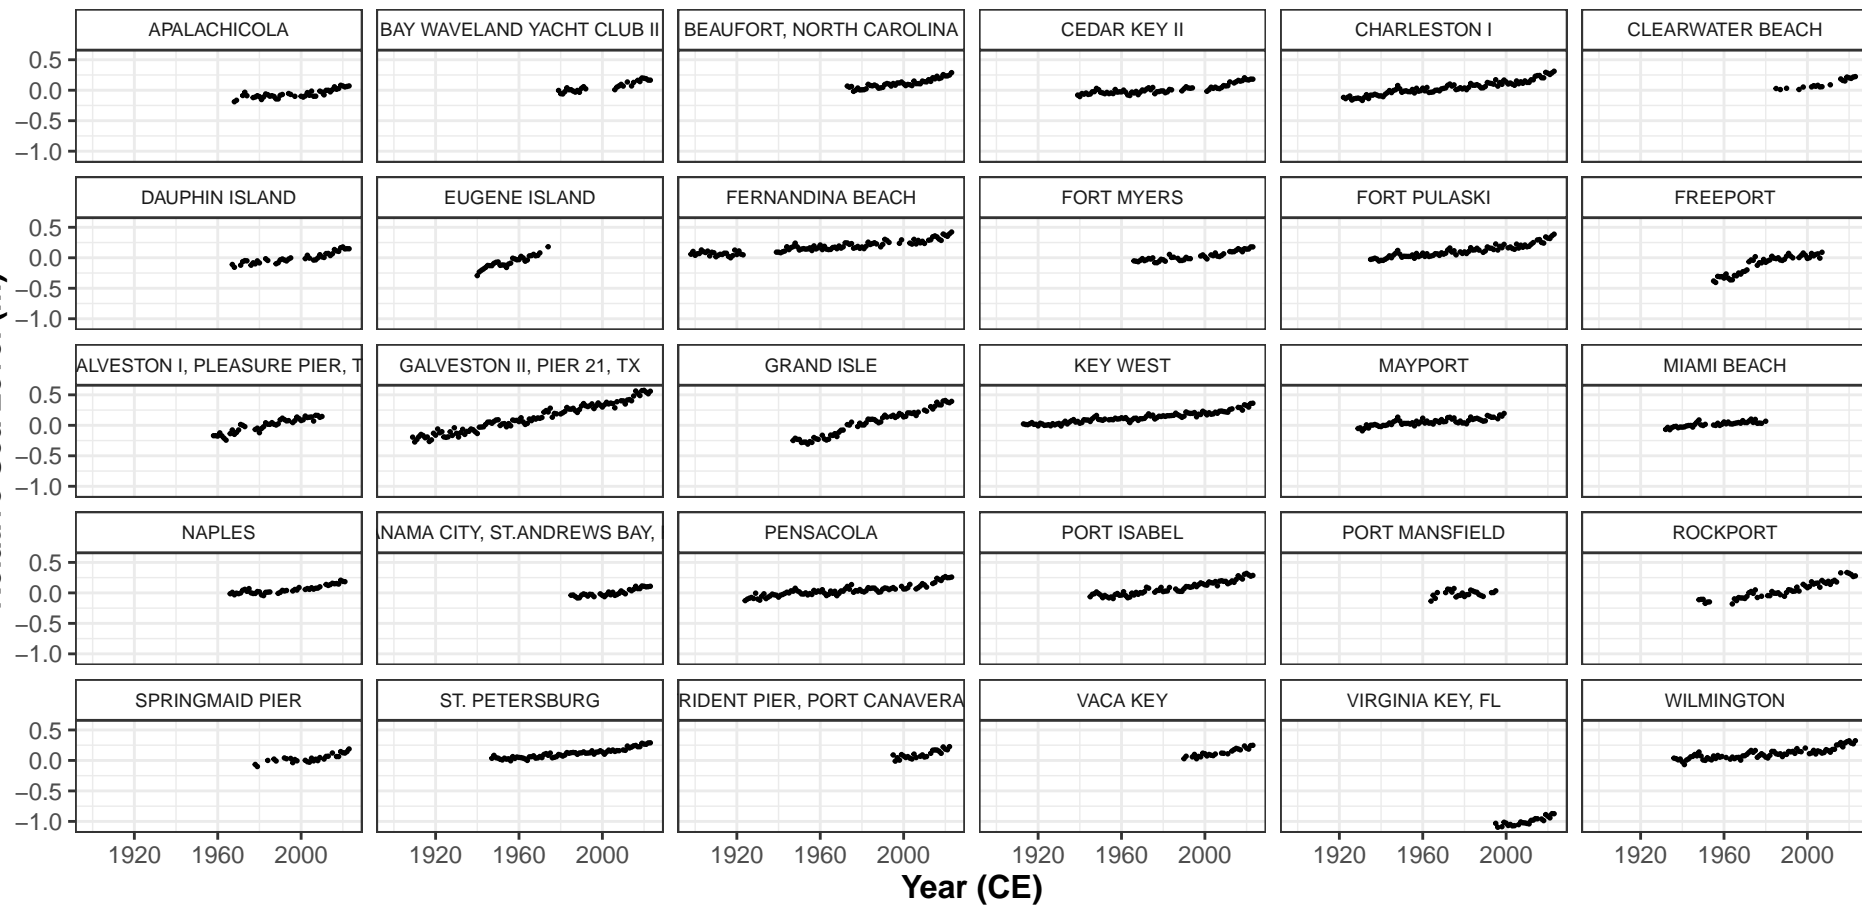 APALACHICOLA BAY WAVELAND YACHT CLUB II BEAUFORT, NORTH CAROLINA CEDAR KEY II CHARLESTON I CLEARWATER BEACH
0.5
0.0
−0.5
−1.0
DAUPHIN ISLAND EUGENE ISLAND FERNANDINA BEACH FORT MYERS FORT PULASKI FREEPORT
0.5
0.0
−0.5
−1.0
ALVESTON I, PLEASURE PIER, T GALVESTON II, PIER 21, TX GRAND ISLE KEY WEST MAYPORT MIAMI BEACH
0.5
0.0
−0.5
−1.0
NAPLES NAMA CITY, ST.ANDREWS BAY, PENSACOLA PORT ISABEL PORT MANSFIELD ROCKPORT
0.5
0.0
−0.5
−1.0
SPRINGMAID PIER ST. PETERSBURG RIDENT PIER, PORT CANAVERA VACA KEY VIRGINIA KEY, FL WILMINGTON
0.5
0.0
−0.5
−1.0
1920 1960 2000 1920 1960 2000 1920 1960 2000 1920 1960 2000 1920 1960 2000 1920 1960 2000
Year (CE)